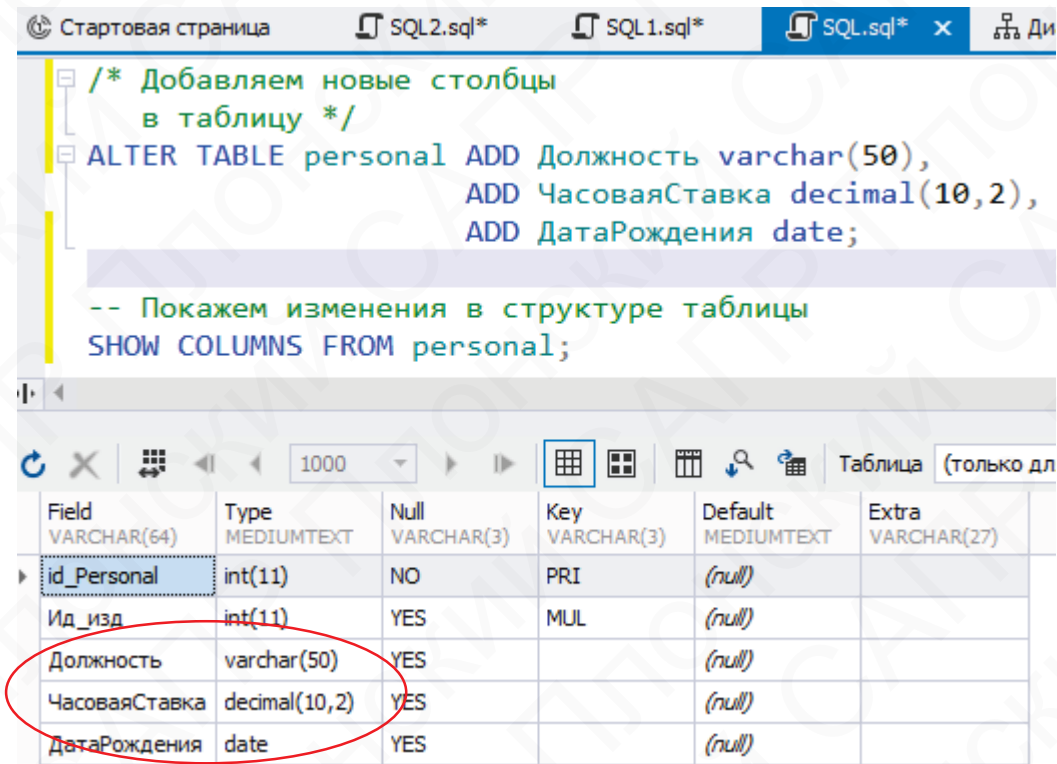 Стартовая страница SQL2.sql* SQL1.sql* SQL.sql* × Ди
/* Добавляем новые столбцы
в таблицу */
ALTER TABLE personal ADD Должность varchar(50),
ADD ЧасоваяСтавка decimal(10,2),
ADD ДатаРождения date;
-- Покажем изменения в структуре таблицы
SHOW COLUMNS FROM personal;
1000 Таблица (только дл
Field Type Null Key Default Extra
VARCHAR(64) MEDIUMTEXT VARCHAR(3) VARCHAR(3) MEDIUMTEXT VARCHAR(27)
id_Personal int(11) NO PRI (null)
Ид_изд int(11) YES MUL (null)
Должность varchar(50) YES (null)
ЧасоваяСтавка decimal(10,2) YES (null)
ДатаРождения date YES (null)